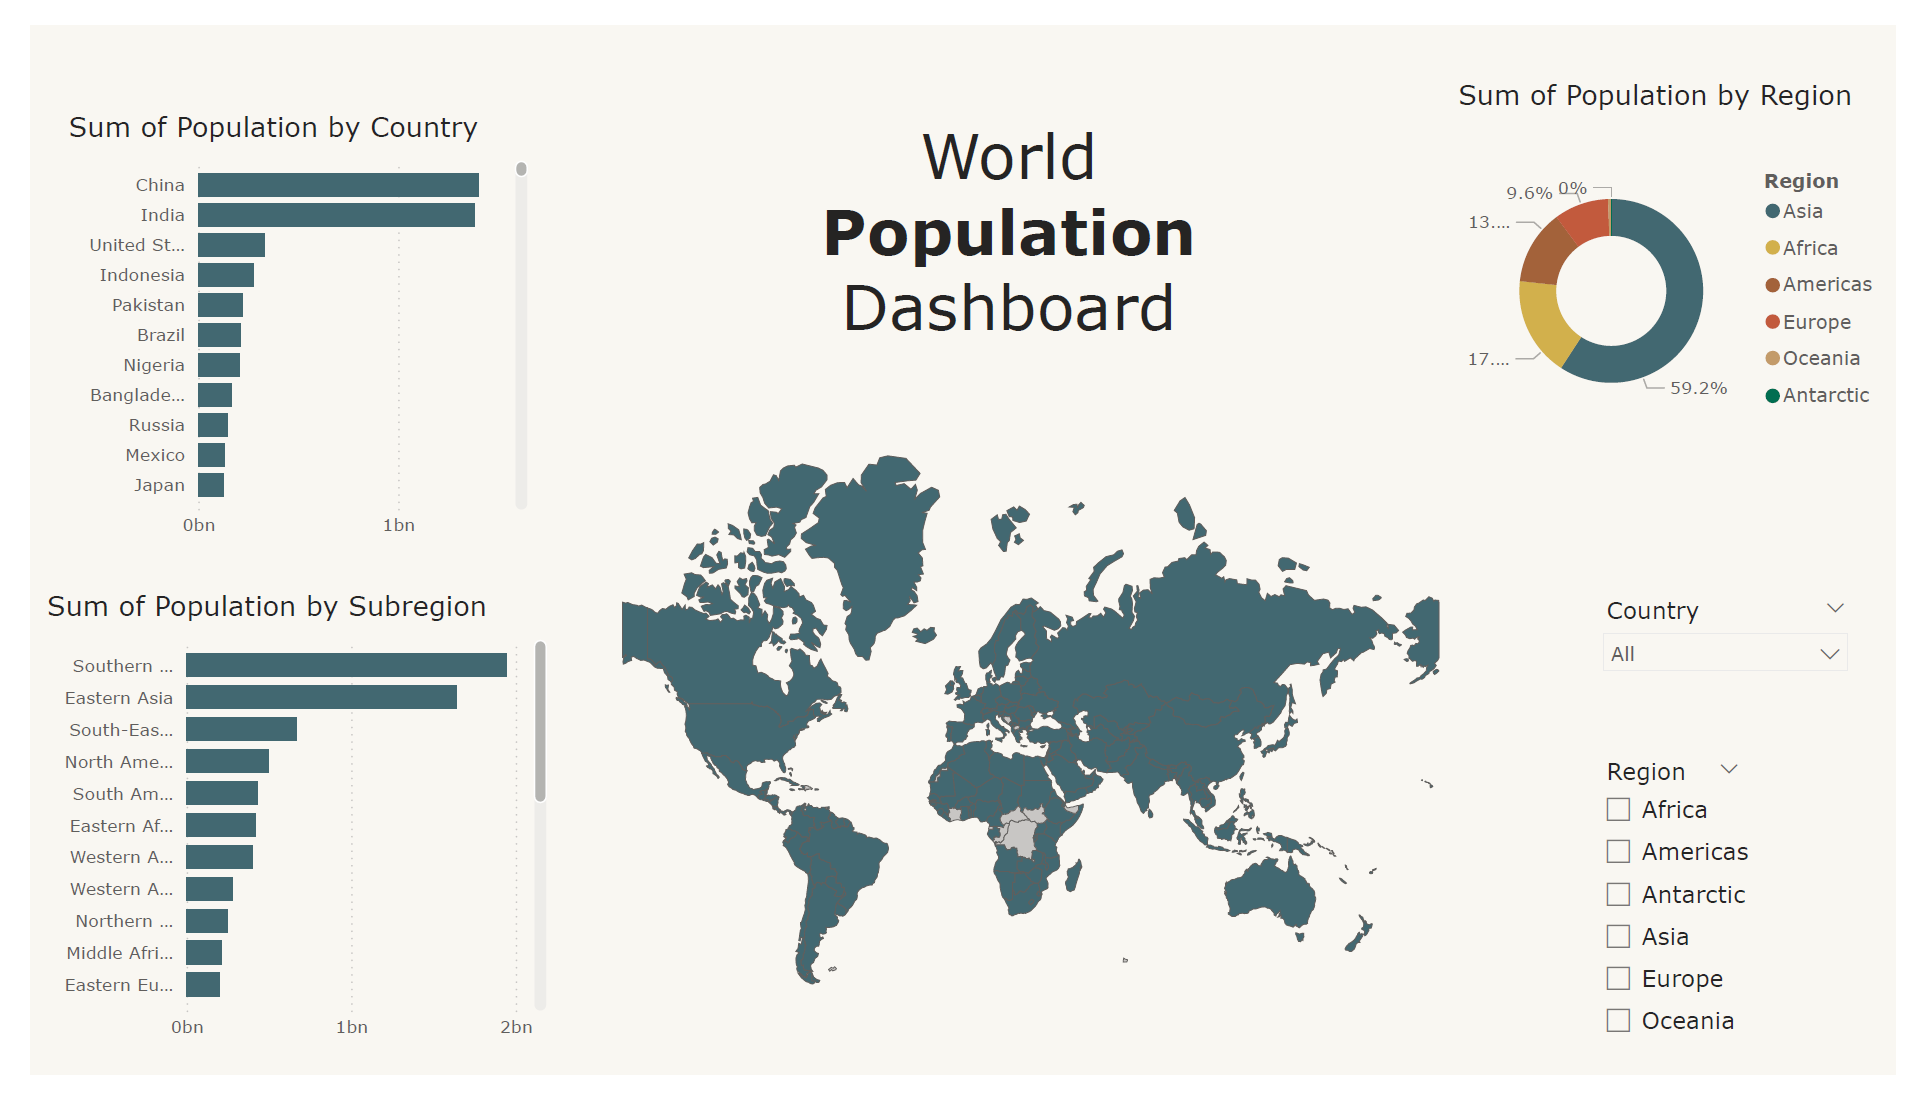 Sum of Population by Country
China
India
United St...
Indonesia
Pakistan
Brazil
Nigeria
Banglade...
Russia
Mexico
Japan
0bn 1bn
Sum of Population by Subregion
Southern ...
Eastern Asia
South-Eas...
North Ame...
South Am...
Eastern Af...
Western A...
Western A...
Northern ...
Middle Afri...
Eastern Eu...
0bn 1bn 2bn
World
Population
Dashboard
Sum of Population by Region
9.6% 0%
13....
17....
59.2%
Region
Asia
Africa
Americas
Europe
Oceania
Antarctic
Country
All
Region
Africa
Americas
Antarctic
Asia
Europe
Oceania